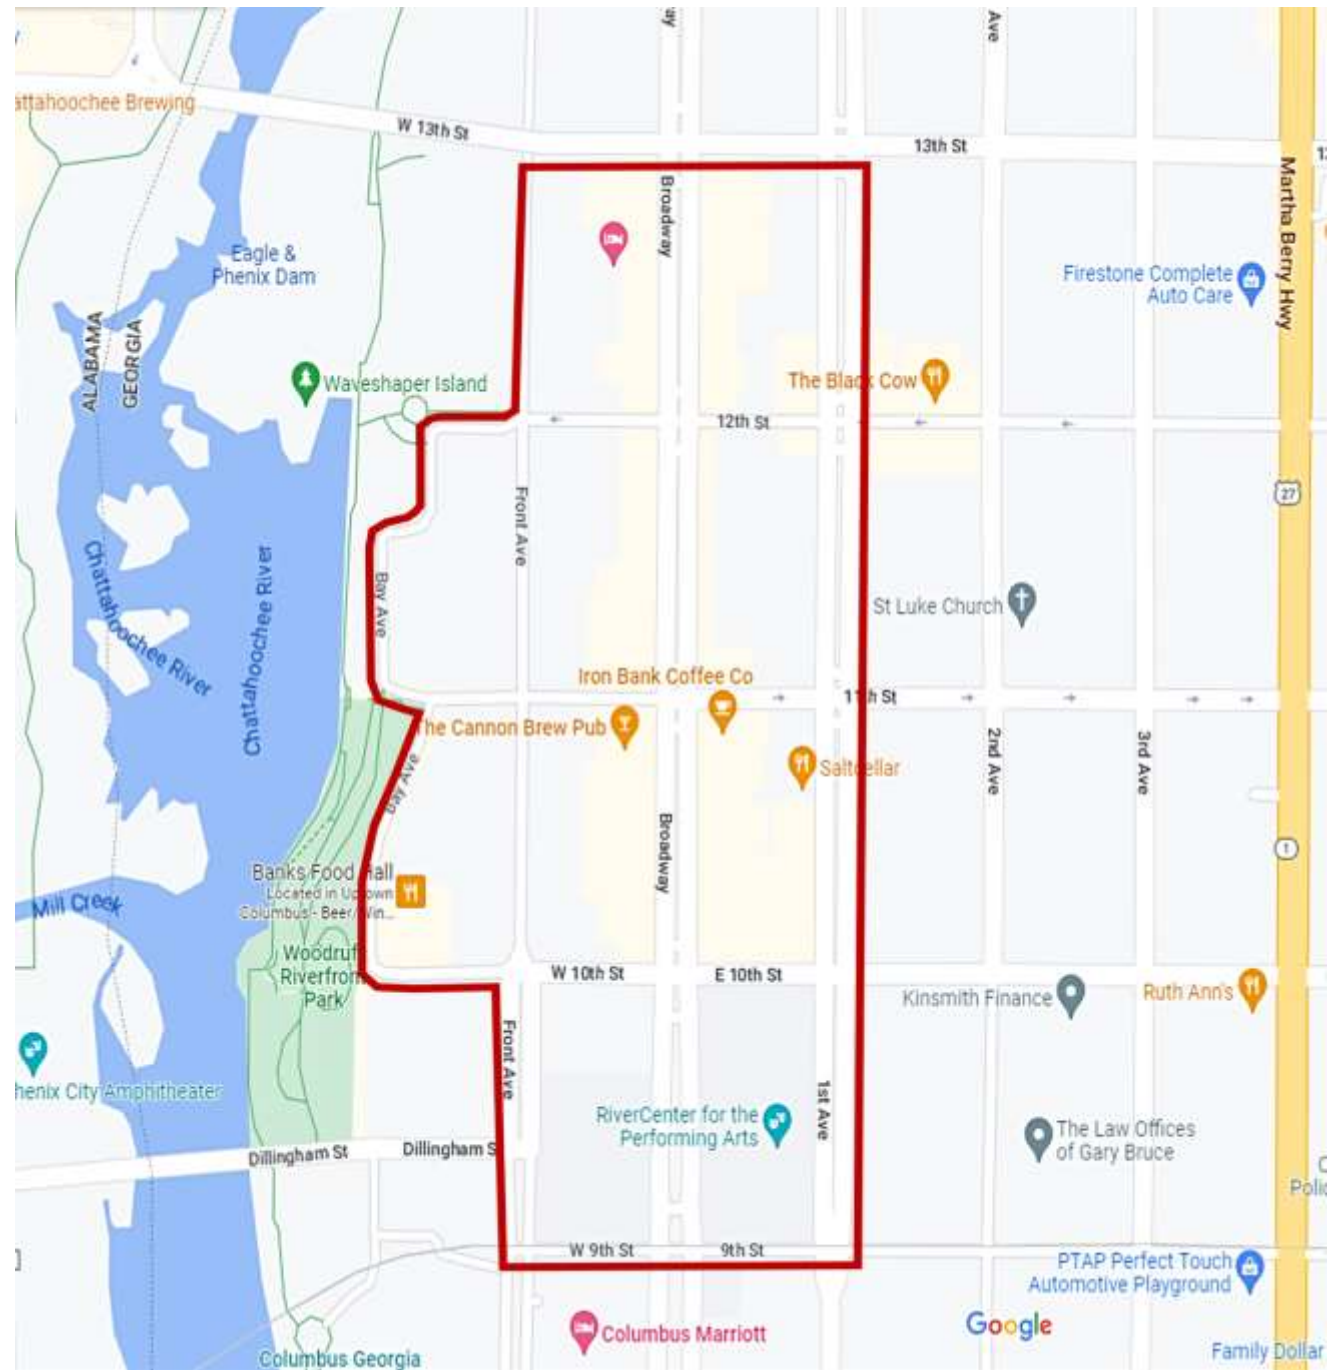 ay
Ave
attahoochee Brewing
W 13th St
13th St
Broadway
Martha Berry Hwy
Eagle &
Phenix Dam
Firestone Complete
Auto Care
ALABAMA
GEORGIA
Waveshaper Island
The Black Cow
12th St
Front Ave
27
Chattahoochee River
Chattahoochee River
Bay Ave
St Luke Church
Iron Bank Coffee Co
11th St
The Cannon Brew Pub
2nd Ave
3rd Ave
Saltcellar
Bay Ave
Broadway
1
Banks Food Hall
Located in Uptown
Columbus - Beer/Win...
Mill Creek
Woodruff
Riverfront
Park
W 10th St
E 10th St
Kinsmith Finance
Ruth Ann's
Front Ave
1st Ave
henix City Amphitheater
RiverCenter for the
Performing Arts
The Law Offices
of Gary Bruce
Dillingham St
Dillingham S
Polic
W 9th St
9th St
PTAP Perfect Touch
Automotive Playground
Google
Columbus Marriott
Columbus Georgia
Family Dollar